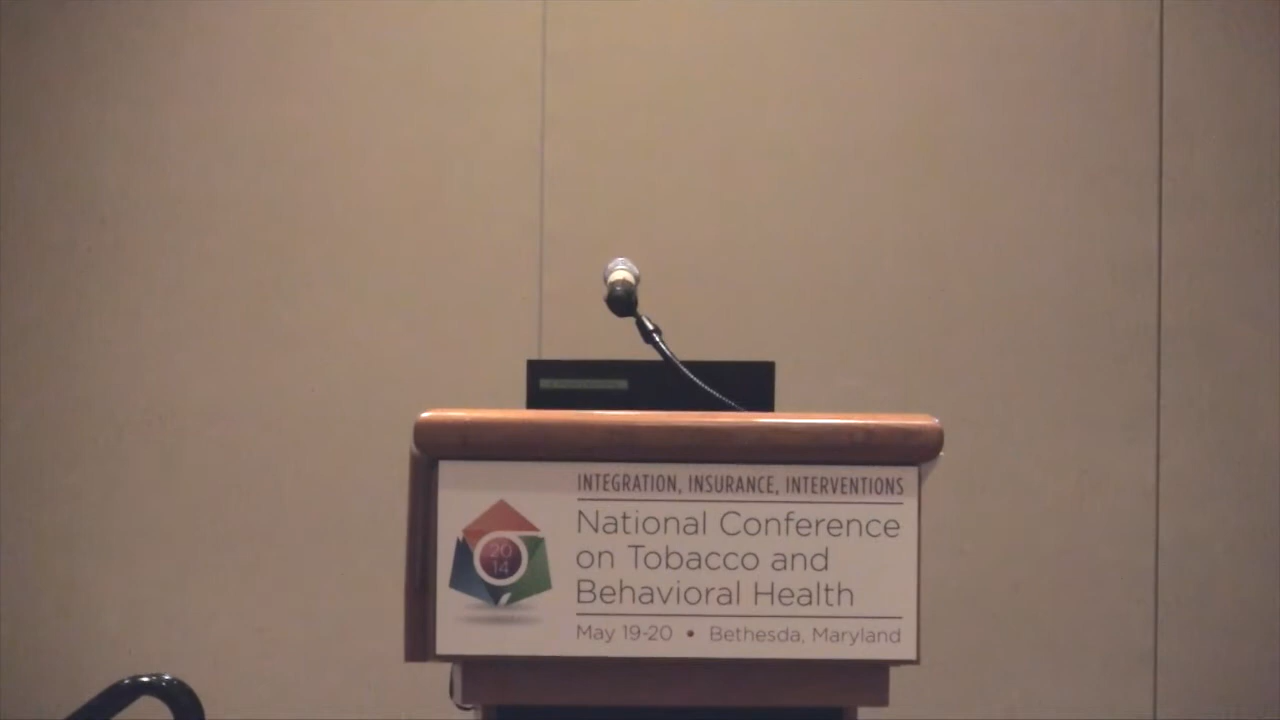 INTEGRATION, INSURANCE, INTERVENTIONS
20
14
National Conference
on Tobacco and
Behavioral Health
May 19-20 • Bethesda, Maryland